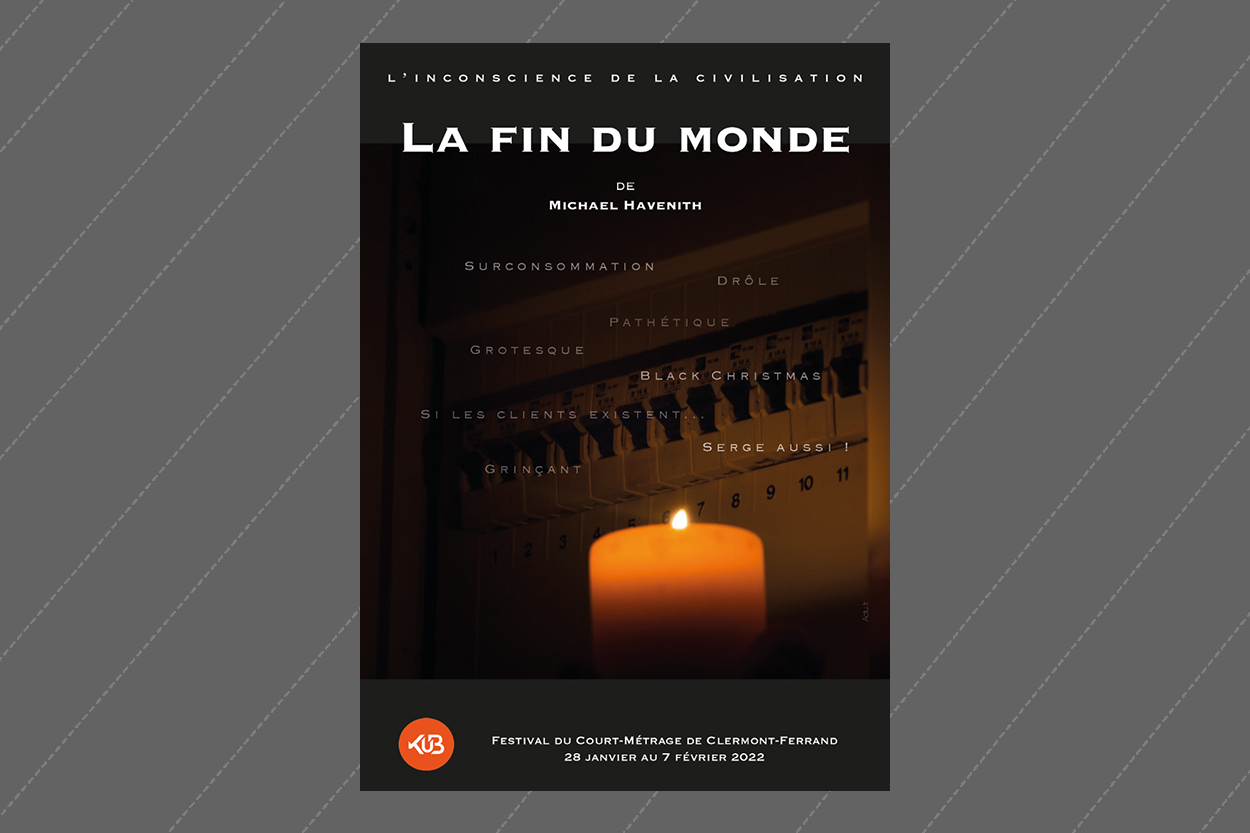 L'INCONSCIENCE DE LA CIVILISATION
LA FIN DU MONDE
DE
MICHAEL HAVENITH
SURCONSOMMATION
DRÔLE
PATHÉTIQUE
GROTESQUE
BLACK CHRISTMAS
SI LES CLIENTS EXISTENT...
SERGE AUSSI !
GRINÇANT
1 2 3 4 5 6 7 8 9 10 11
KUB
FESTIVAL DU COURT-MÉTRAGE DE CLERMONT-FERRAND
28 JANVIER AU 7 FÉVRIER 2022